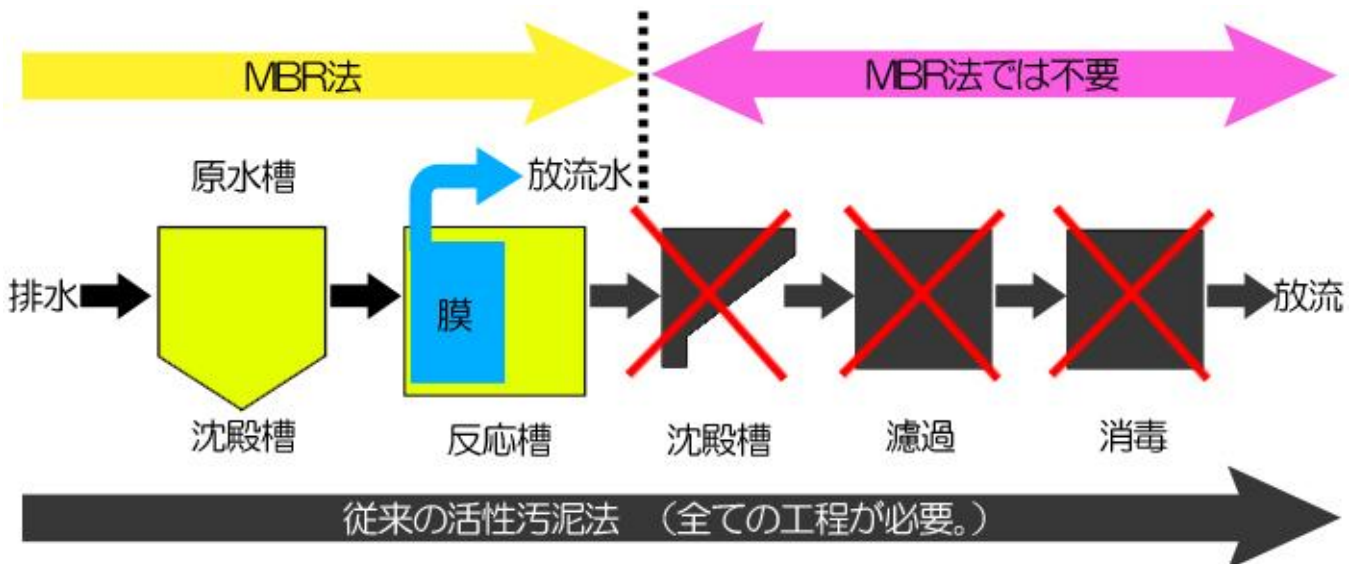 MBR法
MBR法では不要
原水槽
放流水
排水
膜
放流
沈殿槽
反応槽
沈殿槽
濾過
消毒
従来の活性汚泥法 (全ての工程が必要。)